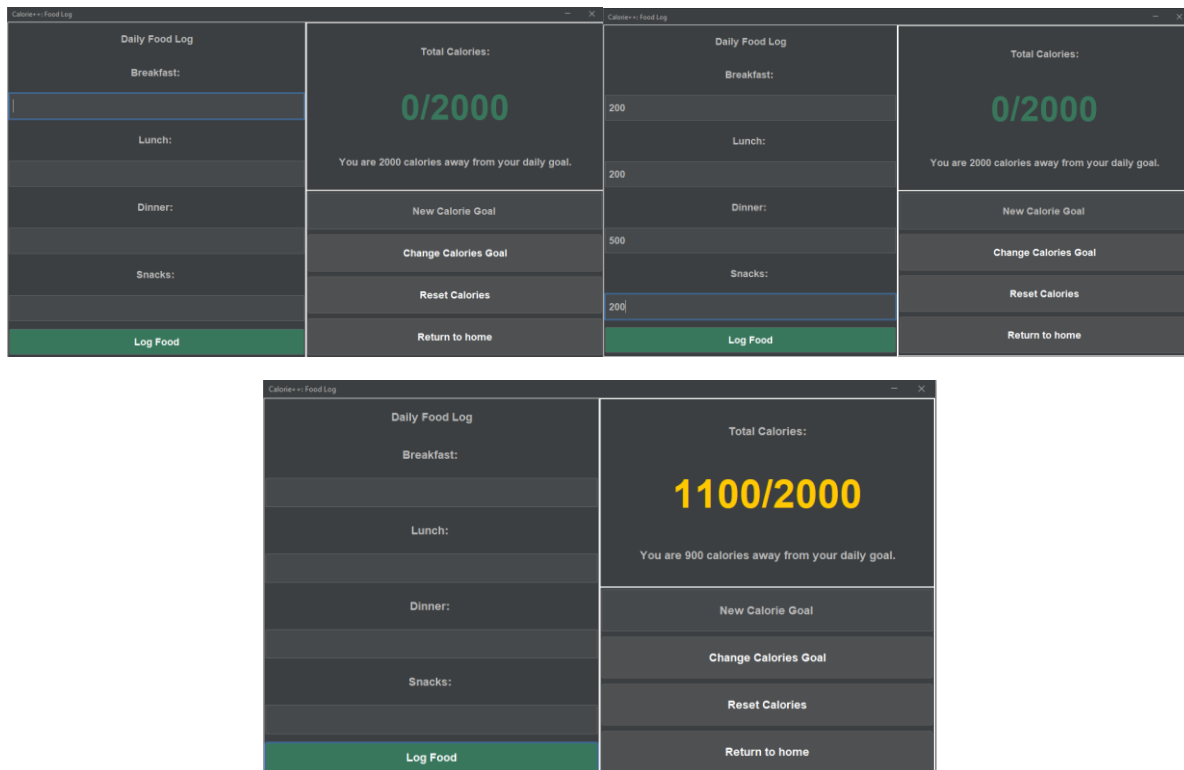 Calorie++: Food Log
Daily Food Log
Breakfast:
Lunch:
Dinner:
Snacks:
Log Food
Total Calories:
0/2000
You are 2000 calories away from your daily goal.
New Calorie Goal
Change Calories Goal
Reset Calories
Return to home
Calorie++: Food Log
Daily Food Log
Breakfast:
200
Lunch:
200
Dinner:
500
Snacks:
200
Log Food
Total Calories:
0/2000
You are 2000 calories away from your daily goal.
New Calorie Goal
Change Calories Goal
Reset Calories
Return to home
Calorie++: Food Log
Daily Food Log
Breakfast:
Lunch:
Dinner:
Snacks:
Log Food
Total Calories:
1100/2000
You are 900 calories away from your daily goal.
New Calorie Goal
Change Calories Goal
Reset Calories
Return to home